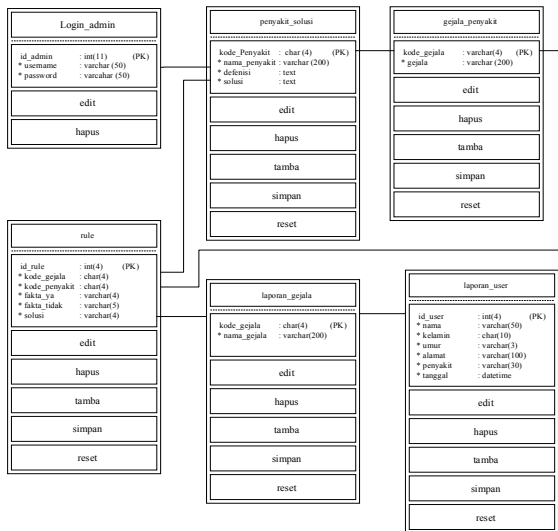 Login_admin
id_admin : int(11) (PK)
* username : varchar (50)
* password : varcahar (50)
edit
hapus
penyakit_solusi
kode_Penyakit : char (4) (PK)
* nama_penyakit : varchar (200)
* defenisi : text
* solusi : text
edit
hapus
tamba
simpan
reset
gejala_penyakit
kode_gejala : varchar(4) (PK)
* gejala : varchar (200)
edit
hapus
tamba
simpan
reset
rule
id_rule : int(4) (PK)
* kode_gejala : char(4)
* kode_penyakit : char(4)
* fakta_ya : varchar(4)
* fakta_tidak : varchar(5)
* solusi : varchar(4)
edit
hapus
tamba
simpan
reset
laporan_gejala
kode_gejala : char(4) (PK)
* nama_gejala : varchar(200)
edit
hapus
tamba
simpan
reset
laporan_user
id_user : int(4) (PK)
* nama : varchar(50)
* kelamin : char(10)
* umur : varchar(3)
* alamat : varchar(100)
* penyakit : varchar(30)
* tanggal : datetime
edit
hapus
tamba
simpan
reset